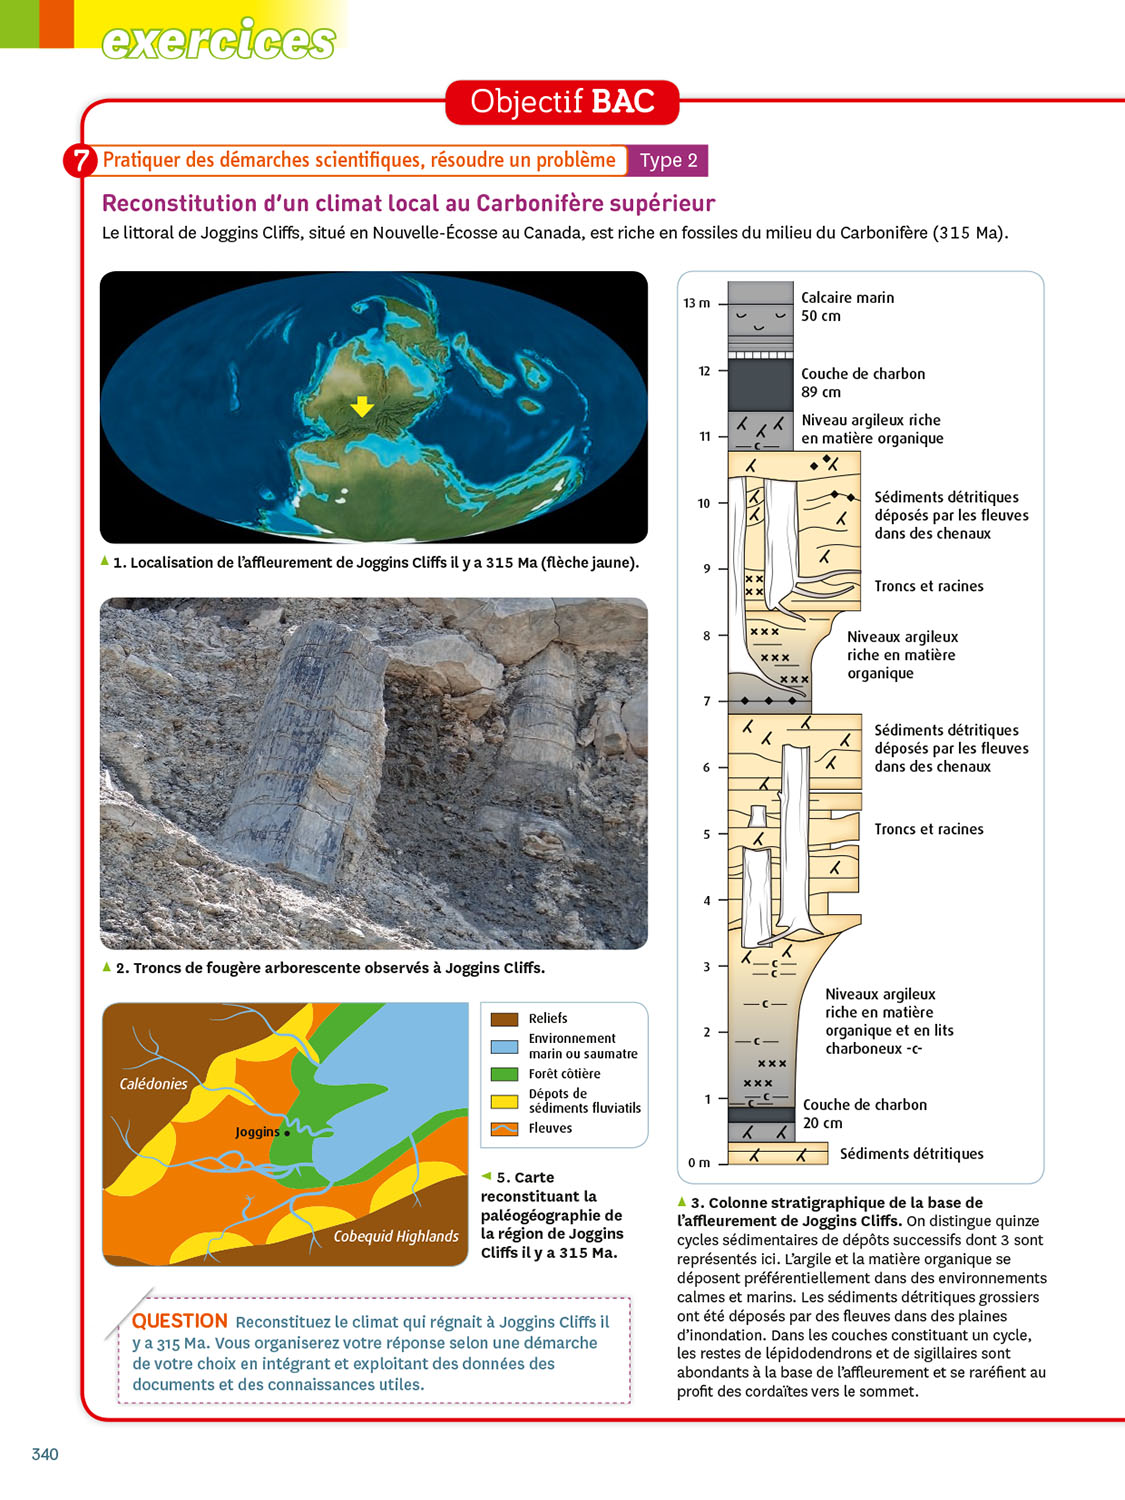 exercices
Objectif BAC
7 Pratiquer des démarches scientifiques, résoudre un problème Type 2
Reconstitution d'un climat local au Carbonifère supérieur
Le littoral de Joggins Cliffs, situé en Nouvelle-Écosse au Canada, est riche en fossiles du milieu du Carbonifère (315 Ma).
1. Localisation de l'affleurement de Joggins Cliffs il y a 315 Ma (flèche jaune).
2. Troncs de fougère arborescente observés à Joggins Cliffs.
Calédonies
Joggins
Cobequid Highlands
Reliefs
Environnement
marin ou saumatre
Forêt côtière
Dépots de
sédiments fluviatils
Fleuves
5. Carte
reconstituant la
paléogéographie de
la région de Joggins
Cliffs il y a 315 Ma.
QUESTION Reconstituez le climat qui régnait à Joggins Cliffs il
y a 315 Ma. Vous organiserez votre réponse selon une démarche
de votre choix en intégrant et exploitant des données des
documents et des connaissances utiles.
13 m
12
11
10
9
8
7
6
5
4
3
2
1
0 m
Calcaire marin
50 cm
Couche de charbon
89 cm
Niveau argileux riche
en matière organique
c
Sédiments détritiques
déposés par les fleuves
dans des chenaux
Troncs et racines
Niveaux argileux
riche en matière
organique
Sédiments détritiques
déposés par les fleuves
dans des chenaux
Troncs et racines
c
c
c
c
Niveaux argileux
riche en matière
organique et en lits
charboneux -c-
c
c
Couche de charbon
20 cm
Sédiments détritiques
3. Colonne stratigraphique de la base de
l'affleurement de Joggins Cliffs. On distingue quinze
cycles sédimentaires de dépôts successifs dont 3 sont
représentés ici. L'argile et la matière organique se
déposent préférentiellement dans des environnements
calmes et marins. Les sédiments détritiques grossiers
ont été déposés par des fleuves dans des plaines
d'inondation. Dans les couches constituant un cycle,
les restes de lépidodendrons et de sigillaires sont
abondants à la base de l'affleurement et se raréfient au
profit des cordaïtes vers le sommet.
340